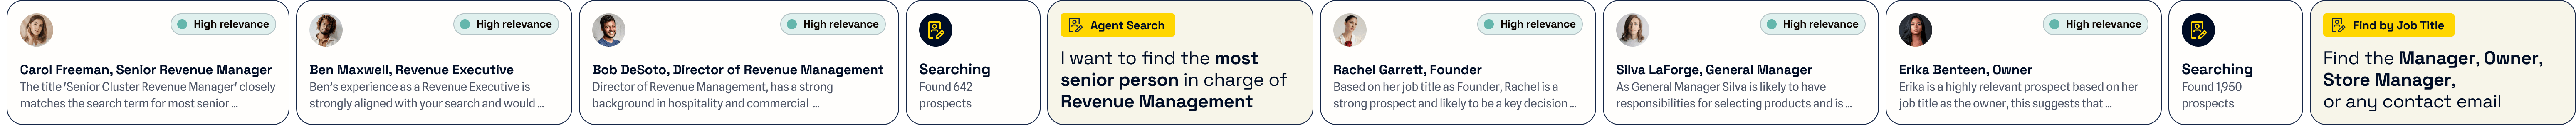 High relevance
Carol Freeman, Senior Revenue Manager
The title 'Senior Cluster Revenue Manager' closely
matches the search term for most senior ...
High relevance
Ben Maxwell, Revenue Executive
Ben's experience as a Revenue Executive is
strongly aligned with your search and would ...
High relevance
Bob DeSoto, Director of Revenue Management
Director of Revenue Management, has a strong
background in hospitality and commercial ...
Searching
Found 642
prospects
Agent Search
I want to find the most
senior person in charge of
Revenue Management
High relevance
Rachel Garrett, Founder
Based on her job title as Founder, Rachel is a
strong prospect and likely to be a key decision ...
High relevance
Silva LaForge, General Manager
As General Manager Silva is likely to have
responsibilities for selecting products and is ...
High relevance
Erika Benteen, Owner
Erika is a highly relevant prospect based on her
job title as the owner, this suggests that ...
Searching
Found 1,950
prospects
Find by Job Title
Find the Manager, Owner,
Store Manager,
or any contact email